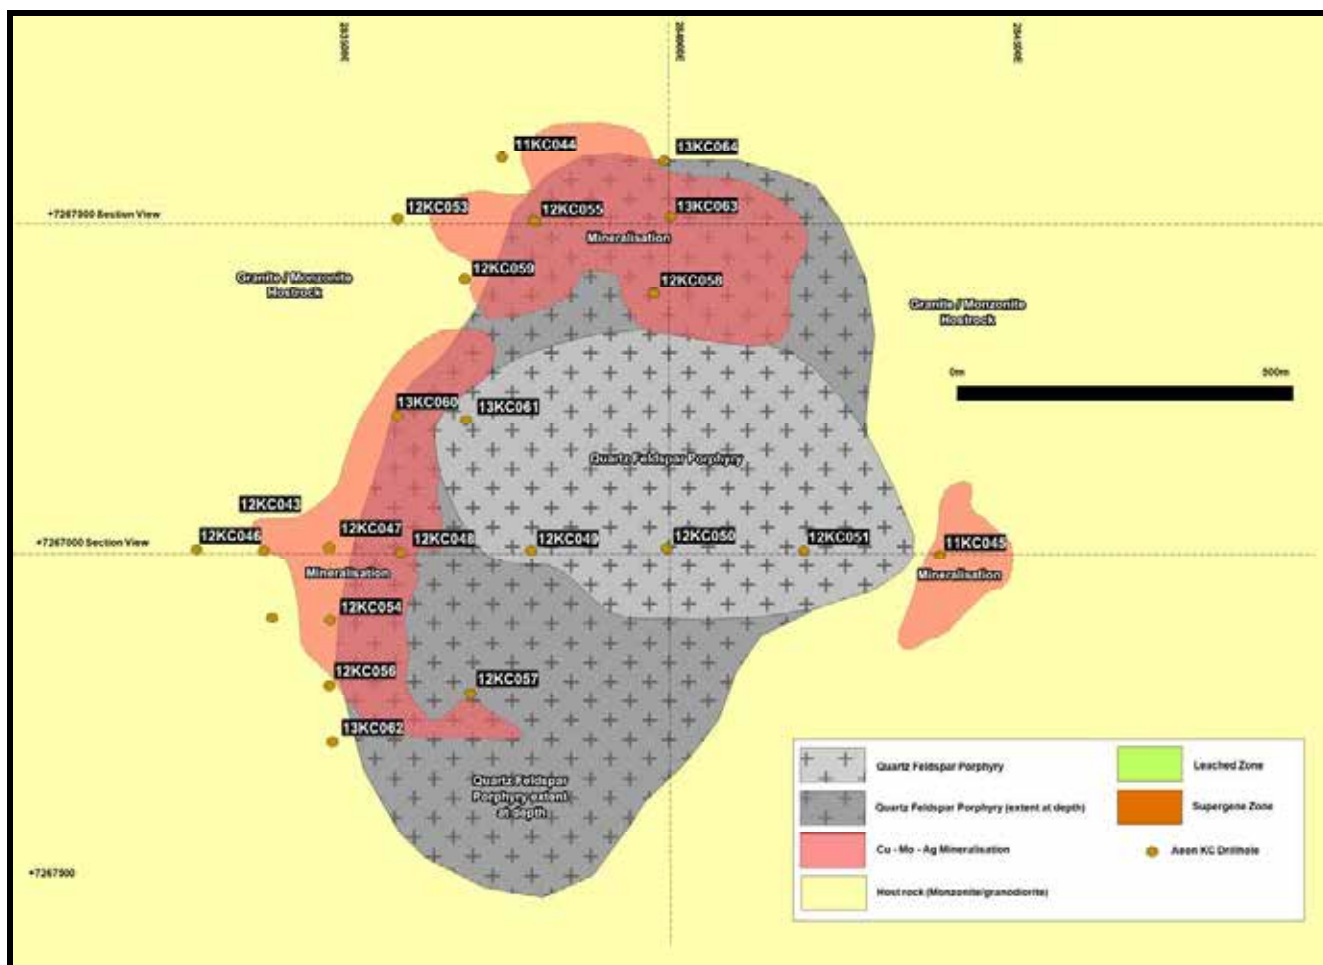 283500E
284000E
284500E
11KC044
13KC064
12KC053
12KC055
13KC063
+7267500 Section View
Mineralisation
12KC059
12KC058
Granite / Monzonite
Hostrock
Granite / Monzonite
Hostrock
0m
500m
13KC060
13KC061
Quartz Feldspar Porphyry
12KC043
12KC046
12KC047
12KC048
12KC049
12KC050
12KC051
11KC045
+7267000 Section View
Mineralisation
Mineralisation
12KC054
12KC056
12KC057
13KC062
Quartz Feldspar
Porphyry extent
at depth
+7267500
Quartz Feldspar Porphyry
Quartz Feldspar Porphyry (extent at depth)
Cu - Mo - Ag Mineralisation
Host rock (Monzonite/granodiorite)
Leached Zone
Supergene Zone
Aeon KC Drillhole